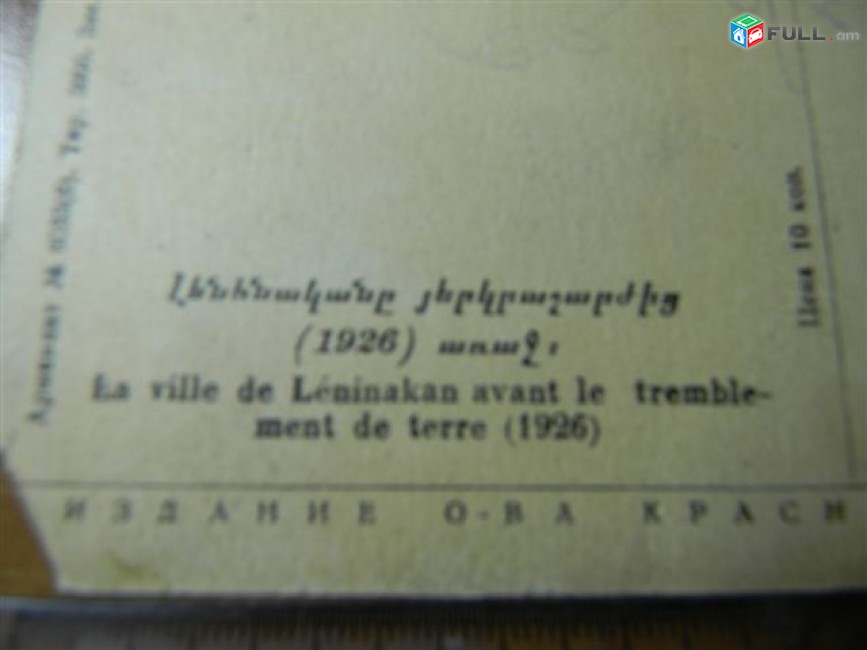 FULL.am
Цена 10 коп.
Լենինականը յերկրաշարժից
(1926) առաջ։
La ville de Léninakan avant le tremble-
ment de terre (1926)
ИЗДАНИЕ О-ВА КРАСН